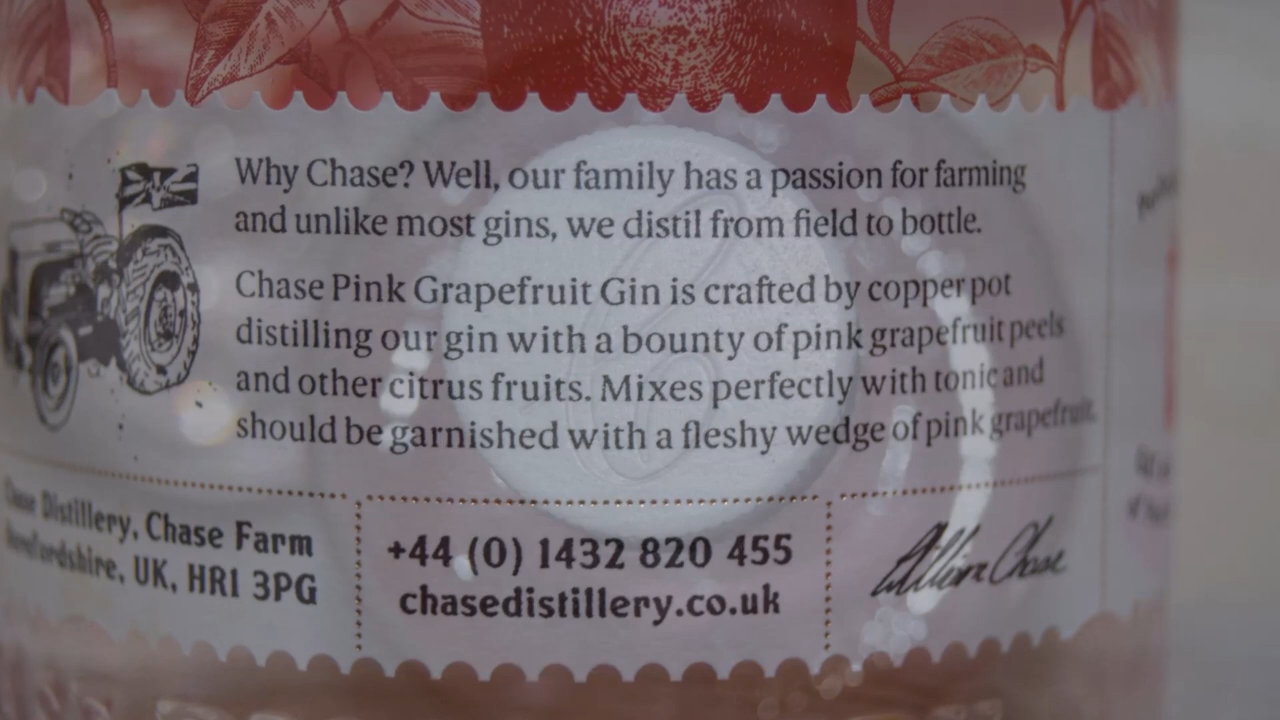 Why Chase? Well, our family has a passion for farming
and unlike most gins, we distil from field to bottle.
Chase Pink Grapefruit Gin is crafted by copper pot
distilling our gin with a bounty of pink grapefruit peels
and other citrus fruits. Mixes perfectly with tonic and
should be garnished with a fleshy wedge of pink grapefruit.
Chase Distillery, Chase Farm
Herefordshire, UK, HR1 3PG
+44 (0) 1432 820 455
chasedistillery.co.uk
William Chase